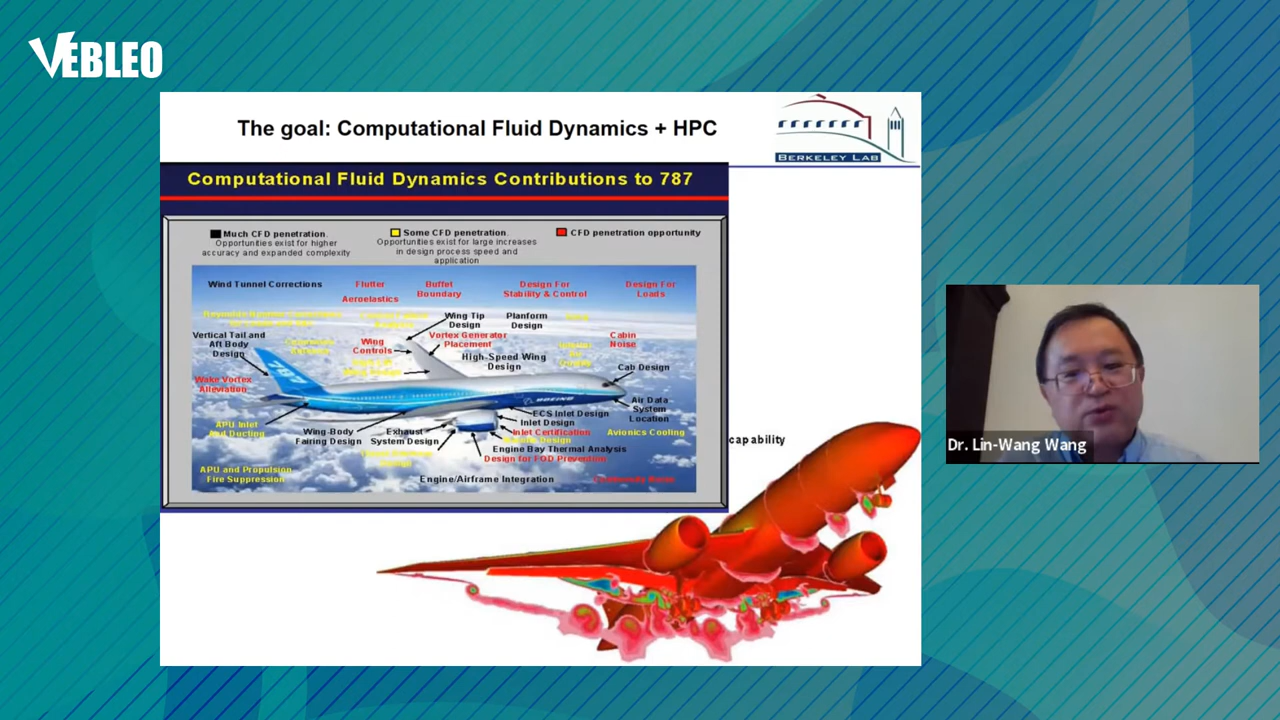 VEBLEO
The goal: Computational Fluid Dynamics + HPC
BERKELEY LAB
Computational Fluid Dynamics Contributions to 787
Much CFD penetration.
Opportunities exist for higher
accuracy and expanded complexity
Some CFD penetration.
Opportunities exist for large increases
in design process speed and
application
CFD penetration opportunity
Wind Tunnel Corrections
Flutter
Aeroelastics
Buffet
Boundary
Design For
Stability & Control
Design For
Loads
Vertical Tail and
Aft Body
Design
Wing
Controls
Wing Tip
Design
Vortex Generator
Placement
Planform
Design
High-Speed Wing
Design
Cabin
Noise
Cab Design
Wake Vortex
Alleviation
787
BOEING
Air Data
System
Location
APU Inlet
And Ducting
Wing-Body
Fairing Design
Exhaust
System Design
ECS Inlet Design
Inlet Design
Inlet Certification
Design
Engine Bay Thermal Analysis
Design for FOD Prevention
Avionics Cooling
APU and Propulsion
Fire Suppression
Engine/Airframe Integration
capability
Dr. Lin-Wang Wang